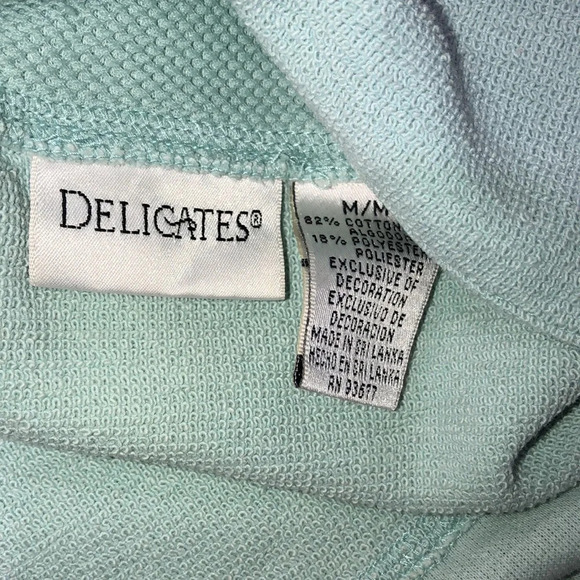 DELICATES®
M/M
82% COTTON
ALGODON
18% POLYESTER
POLIESTER
EXCLUSIVE OF
DECORATION
EXCLUSIVO DE
DECORACION
MADE IN SRI LANKA
HECHO EN SRI LANKA
RN 93677